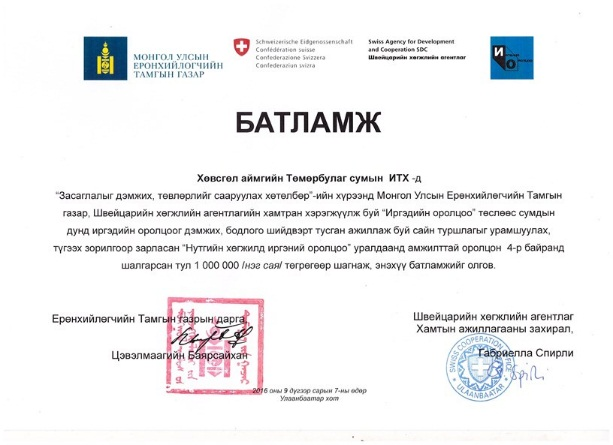 МОНГОЛ УЛСЫН
ЕРӨНХИЙЛӨГЧИЙН
ТАМГЫН ГАЗАР
Schweizerische Eidgenossenschaft
Confédération suisse
Confederazione Svizzera
Confederaziun svizra
Swiss Agency for Development
and Cooperation SDC
Швейцарийн хөгжлийн агентлаг
БАТЛАМЖ
Хөвсгөл аймгийн Төмөрбулаг сумын ИТХ -д
“Засаглалыг дэмжих, төвлөрлийг сааруулах хөтөлбөр”-ийн хүрээнд Монгол Улсын Ерөнхийлөгчийн Тамгын
газар, Швейцарийн хөгжлийн агентлагийн хамтран хэрэгжүүлж буй “Иргэдийн оролцоо” төслөөс сумдын
дунд иргэдийн оролцоог дэмжих, бодлого шийдвэрт тусган ажиллаж буй сайн туршлагыг урамшуулах,
түгээх зорилгоор зарласан “Нутгийн хөгжилд иргэний оролцоо” уралдаанд амжилттай оролцон 4-р байранд
шалгарсан тул 1 000 000 /нэг сая/ төгрөгөөр шагнаж, энэхүү батламжийг олгов.
Ерөнхийлөгчийн Тамгын газрын дарга,
Цэвэлмаагийн Баярсайхан
Швейцарийн хөгжлийн агентлаг
Хамтын ажиллагааны захирал,
Габриелла Спирли
SWISS COOPERATION OFFICE
ULAANBAATAR
2016 оны 9 дүгээр сарын 7-ны өдөр
Улаанбаатар хот